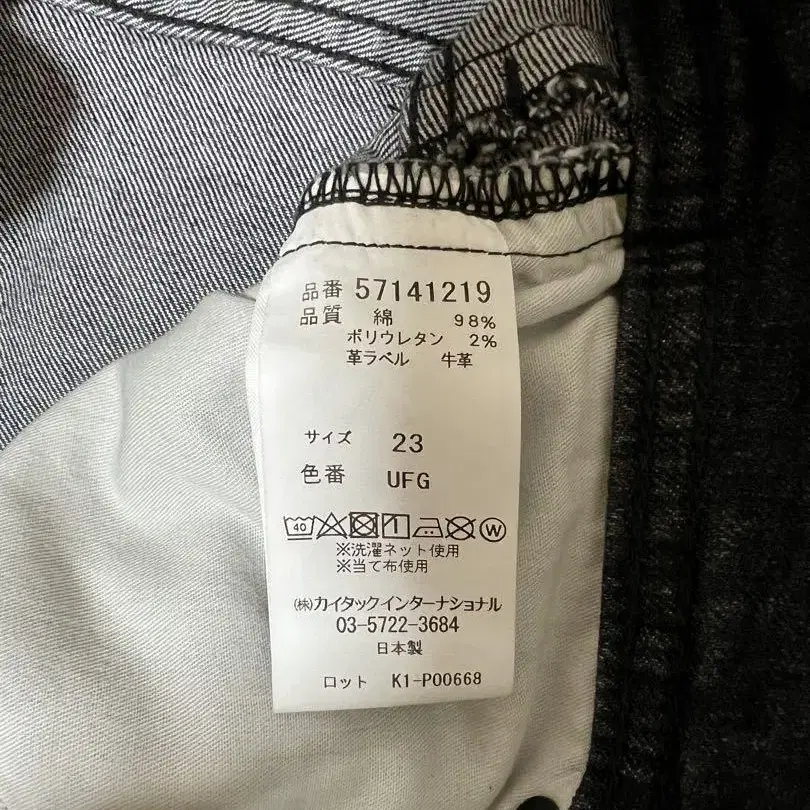 品番 57141219
品質 綿 98%
ポリウレタン 2%
革ラベル 牛革
サイズ 23
色番 UFG
40 W
※洗濯ネット使用
※当て布使用
㈱カイタックインターナショナル
03-5722-3684
日本製
ロット K1-P00668